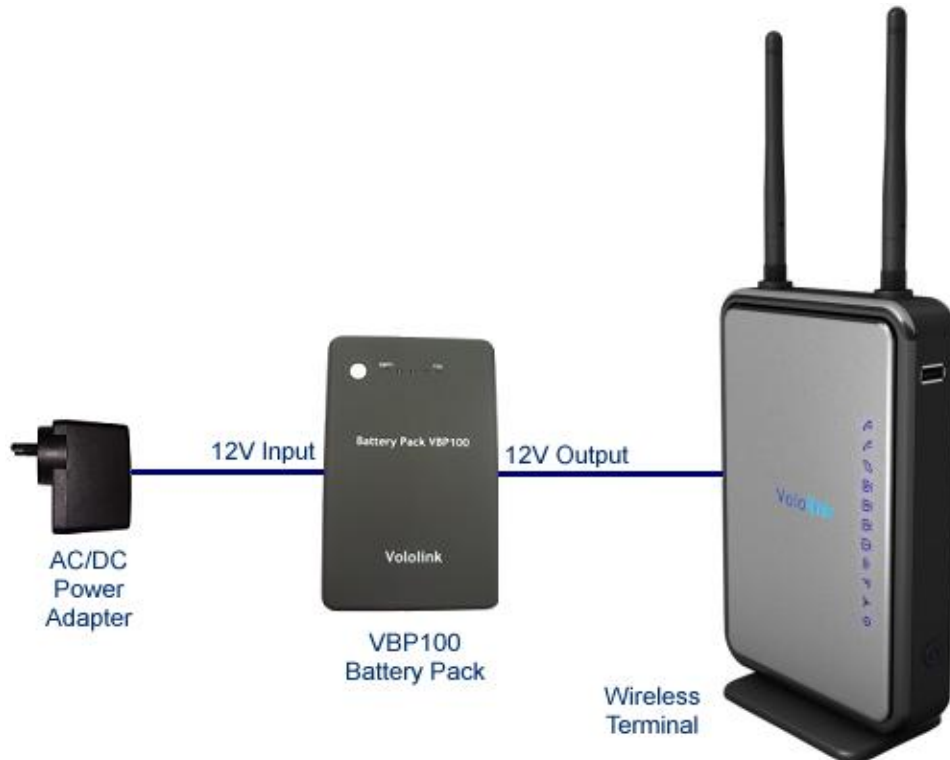 12V Input
Battery Pack VBP100
12V Output
Vololink
AC/DC
Power
Adapter
VBP100
Battery Pack
Wireless
Terminal